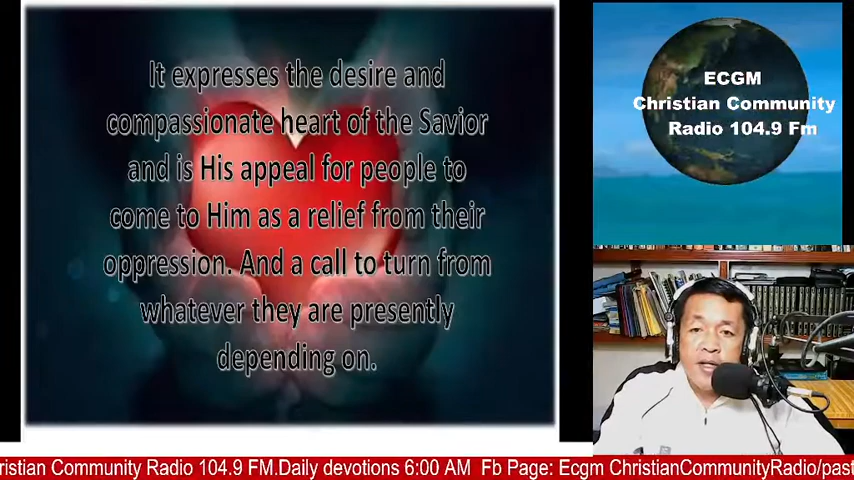 It expresses the desire and
compassionate heart of the Savior
and is His appeal for people to
come to Him as a relief from their
oppression. And a call to turn from
whatever they are presently
depending on.
ECGM
Christian Community
Radio 104.9 Fm
ristian Community Radio 104.9 FM.Daily devotions 6:00 AM Fb Page: Ecgm ChristianCommunityRadio/past